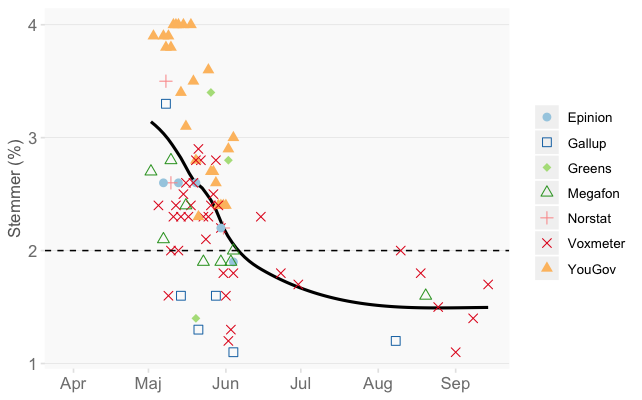 Stemmer (%)
4
3
2
1
Apr
Maj
Jun
Jul
Aug
Sep
Epinion
Gallup
Greens
Megafon
Norstat
Voxmeter
YouGov